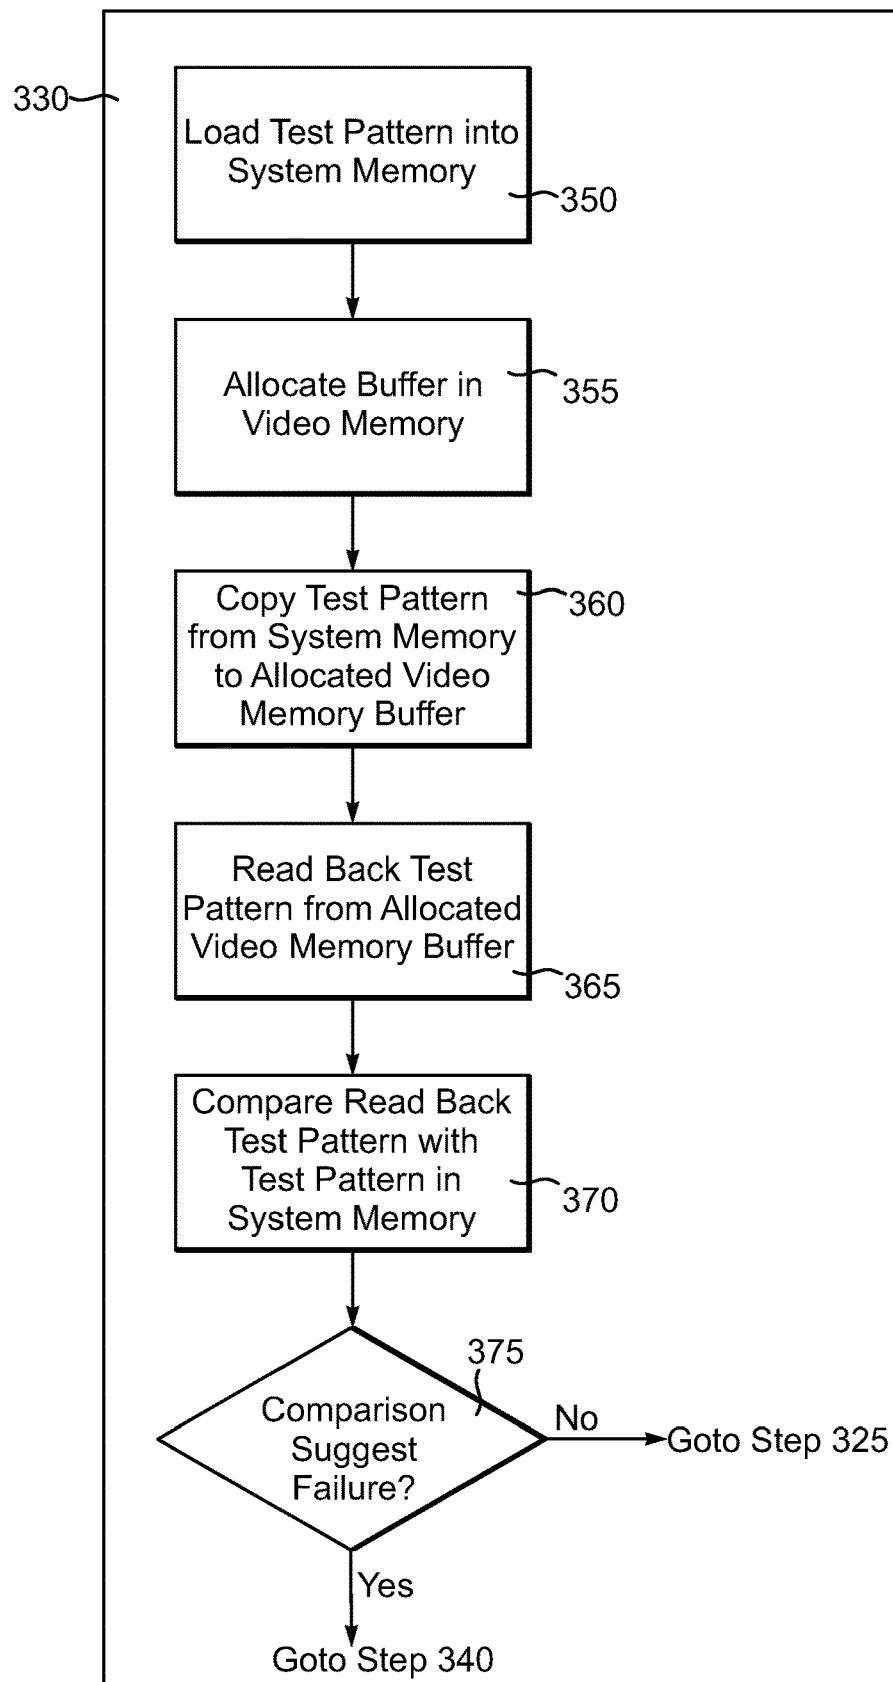 330
Load Test Pattern into
System Memory
350
Allocate Buffer in
Video Memory
355
Copy Test Pattern
from System Memory
to Allocated Video
Memory Buffer
360
Read Back Test
Pattern from Allocated
Video Memory Buffer
365
Compare Read Back
Test Pattern with
Test Pattern in
System Memory
370
375
Comparison
Suggest
Failure?
No
Goto Step 325
Yes
Goto Step 340